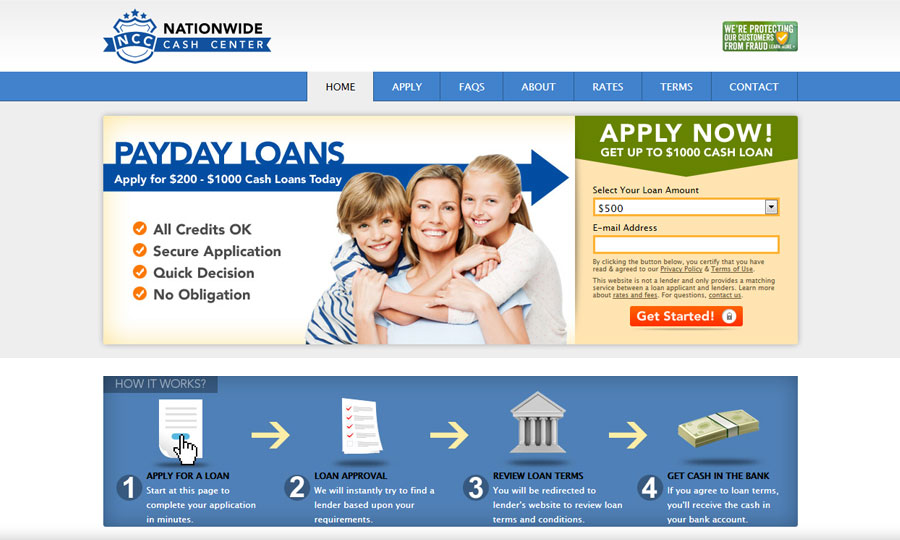 NCC
NATIONWIDE
CASH CENTER
WE'RE PROTECTING
OUR CUSTOMERS
FROM FRAUD LEARN MORE
HOME
APPLY
FAQS
ABOUT
RATES
TERMS
CONTACT
PAYDAY LOANS
Apply for $200 - $1000 Cash Loans Today
All Credits OK
Secure Application
Quick Decision
No Obligation
APPLY NOW!
GET UP TO $1000 CASH LOAN
Select Your Loan Amount
$500
E-mail Address
By clicking the button below, you certify that you have
read & agreed to our Privacy Policy & Terms of Use.
This website is not a lender and only provides a matching
service between a loan applicant and lenders. Learn more
about rates and fees. For questions, contact us.
Get Started!
HOW IT WORKS?
1
APPLY FOR A LOAN
Start at this page to
complete your application
in minutes.
2
LOAN APPROVAL
We will instantly try to find a
lender based upon your
requirements.
3
REVIEW LOAN TERMS
You will be redirected to
lender's website to review loan
terms and conditions.
4
GET CASH IN THE BANK
If you agree to loan terms,
you'll receive the cash in
your bank account.